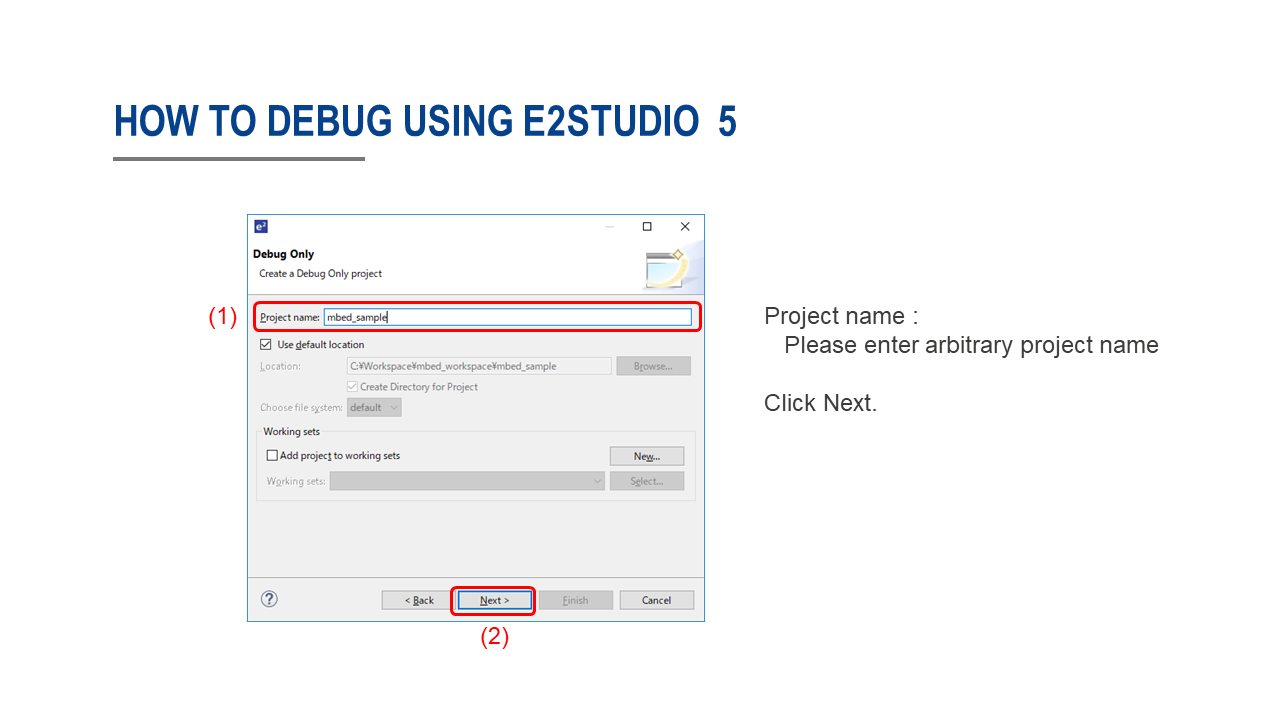 HOW TO DEBUG USING E2STUDIO 5
e²
Debug Only
Create a Debug Only project
(1)
Project name: mbed_sample
Use default location
Location: C:¥Workspace¥mbed_workspace¥mbed_sample Browse...
Create Directory for Project
Choose file system: default
Working sets
Add project to working sets New...
Working sets: Select...
? < Back Next > Finish Cancel
(2)
Project name :
Please enter arbitrary project name
Click Next.